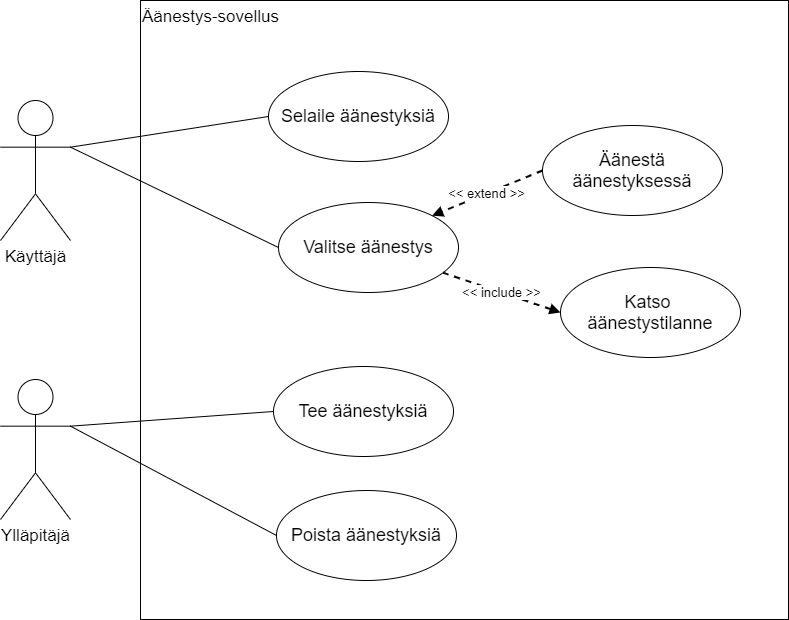 Äänestys-sovellus
Selaile äänestyksiä
Äänestä
äänestyksessä
<< extend >>
Valitse äänestys
Käyttäjä
<< include >>
Katso
äänestystilanne
Tee äänestyksiä
Poista äänestyksiä
Ylläpitäjä